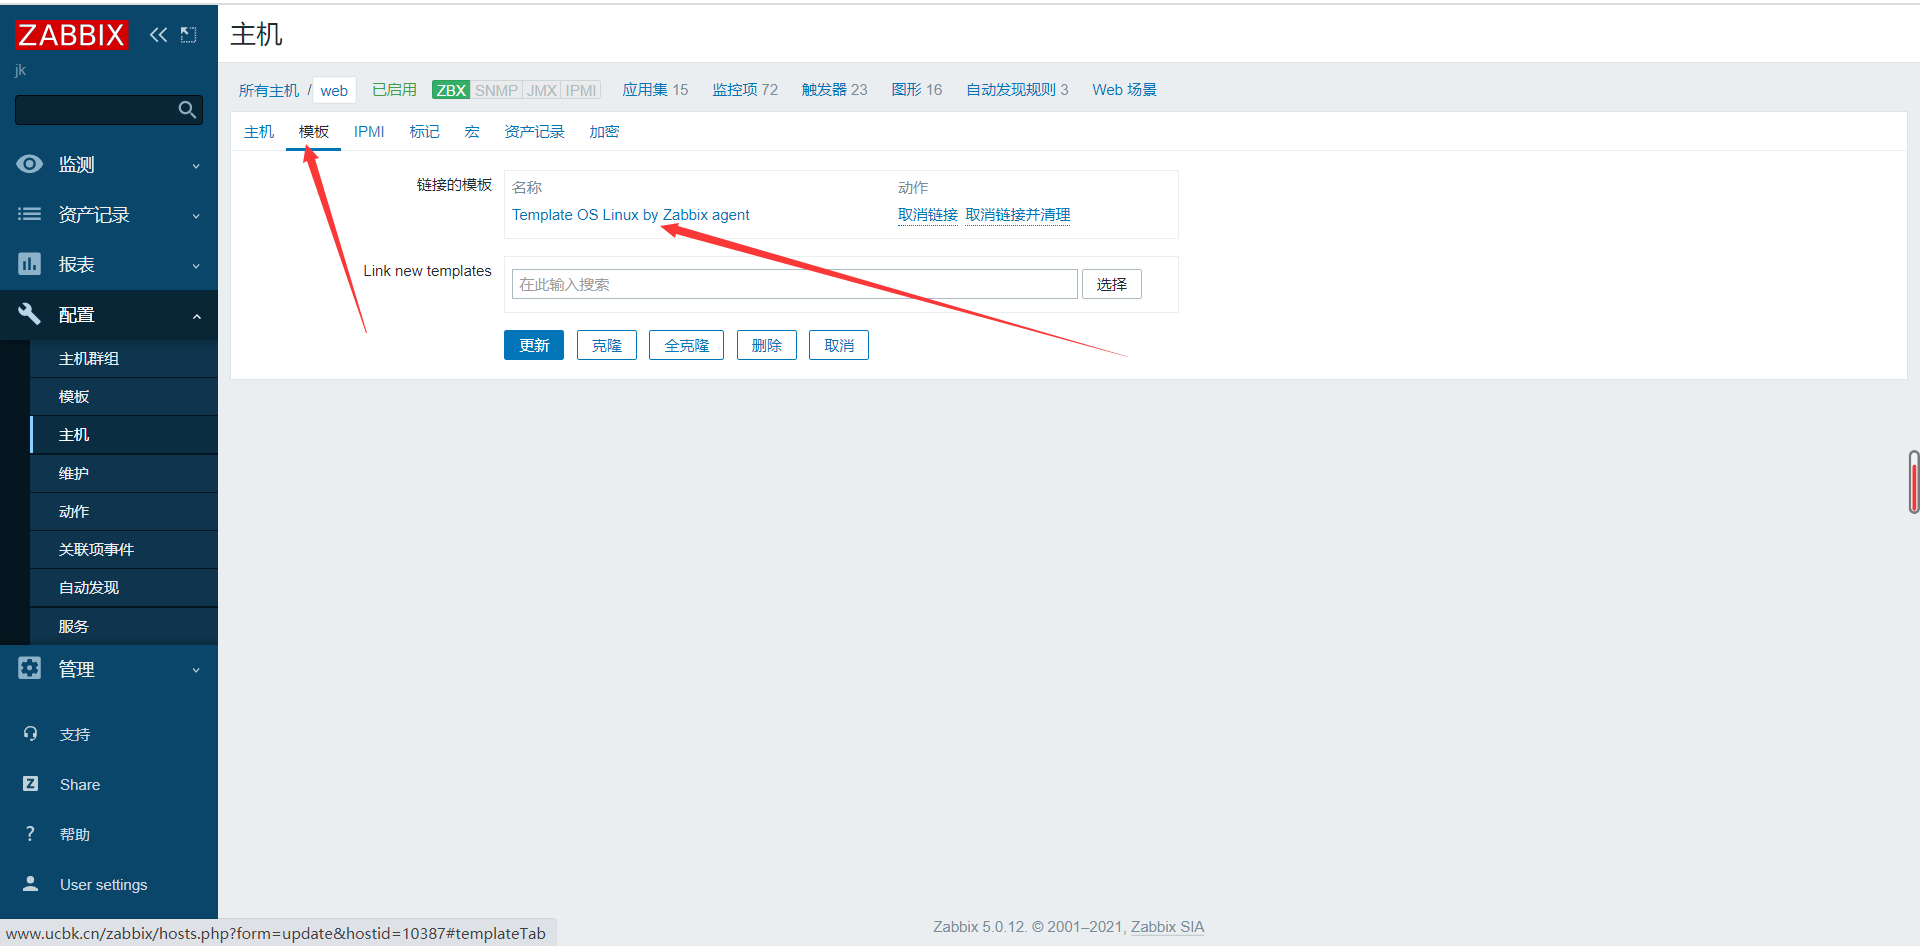 ZABBIX
jk
监测
资产记录
报表
配置
主机群组
模板
主机
维护
动作
关联项事件
自动发现
服务
管理
支持
Share
帮助
User settings
主机
所有主机 / web 已启用 ZBX SNMP JMX IPMI 应用集 15 监控项 72 触发器 23 图形 16 自动发现规则 3 Web 场景
主机 模板 IPMI 标记 宏 资产记录 加密
链接的模板 名称 动作
Template OS Linux by Zabbix agent 取消链接 取消链接并清理
Link new templates 在此输入搜索 选择
更新 克隆 全克隆 删除 取消
Zabbix 5.0.12. © 2001–2021, Zabbix SIA
www.ucbk.cn/zabbix/hosts.php?form=update&hostid=10387#templateTab